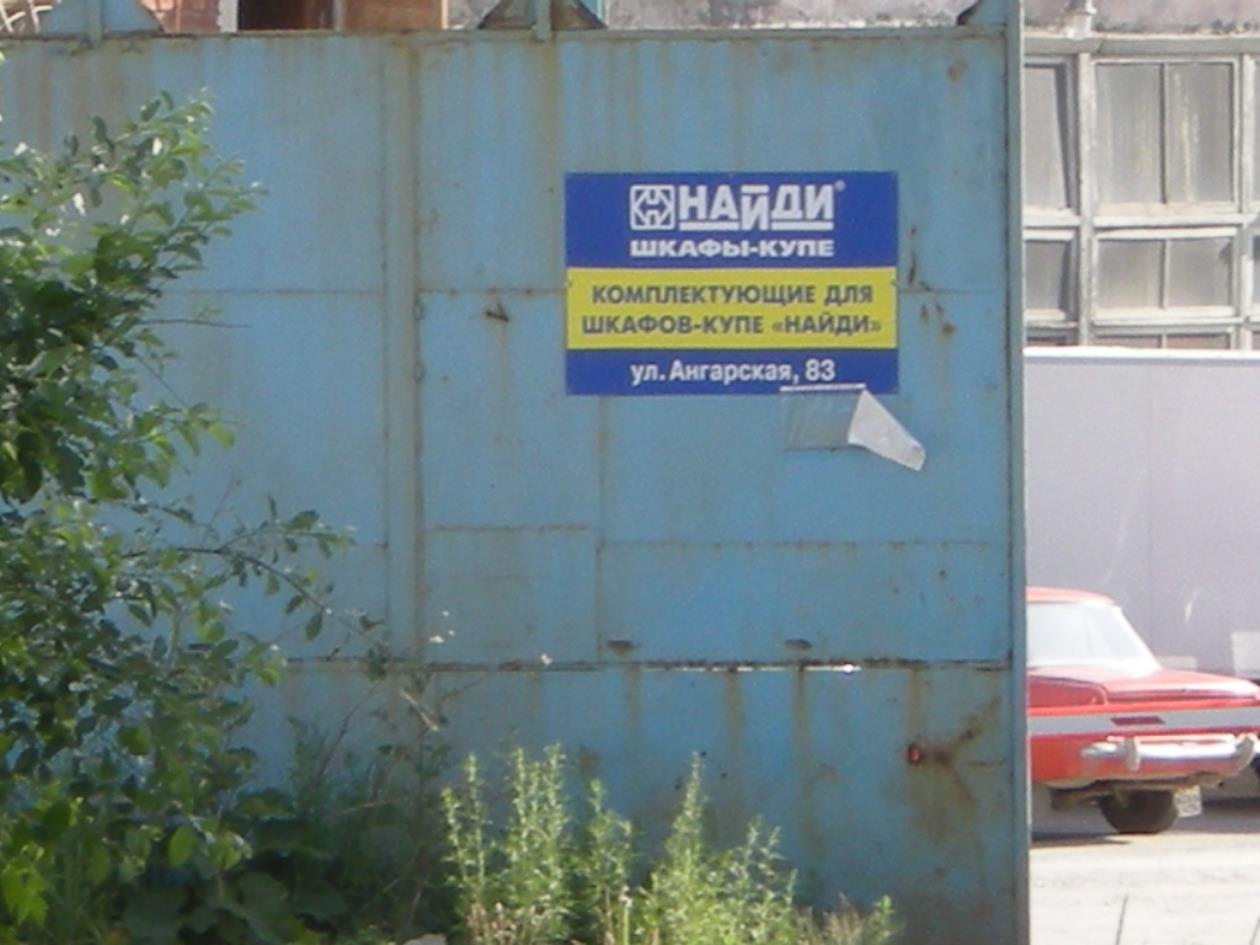 НАЙДИ®
ШКАФЫ-КУПЕ
КОМПЛЕКТУЮЩИЕ ДЛЯ
ШКАФОВ-КУПЕ «НАЙДИ»
ул. Ангарская, 83